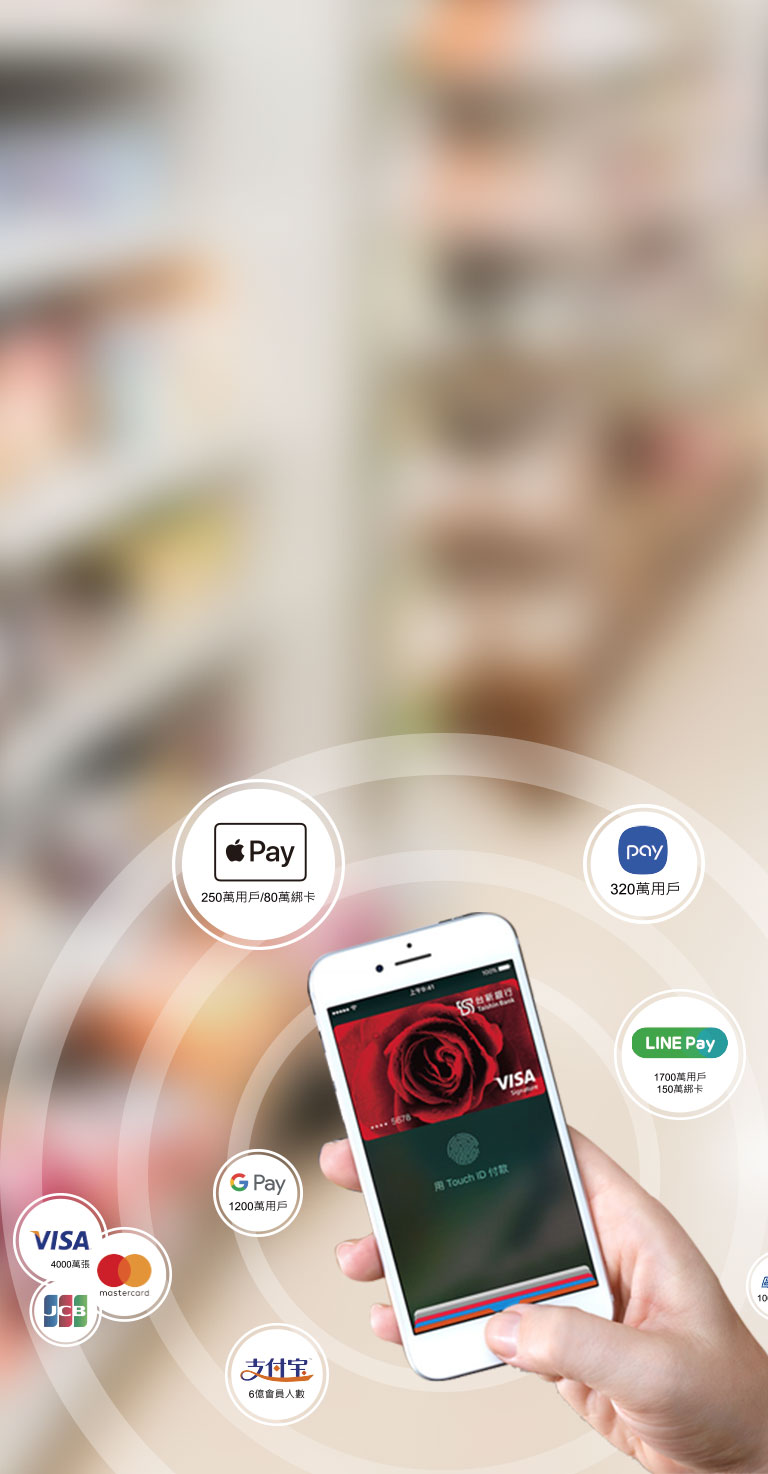 Pay
250萬用戶/80萬綁卡
pay
320萬用戶
上午9:41
100%
台新銀行
Taishin Bank
VISA
Signature
•••• 5678
用 Touch ID 付款
LINE Pay
1700萬用戶
150萬綁卡
G Pay
1200萬用戶
VISA
4000萬張
mastercard
JCB
支付宝
6億會員人數